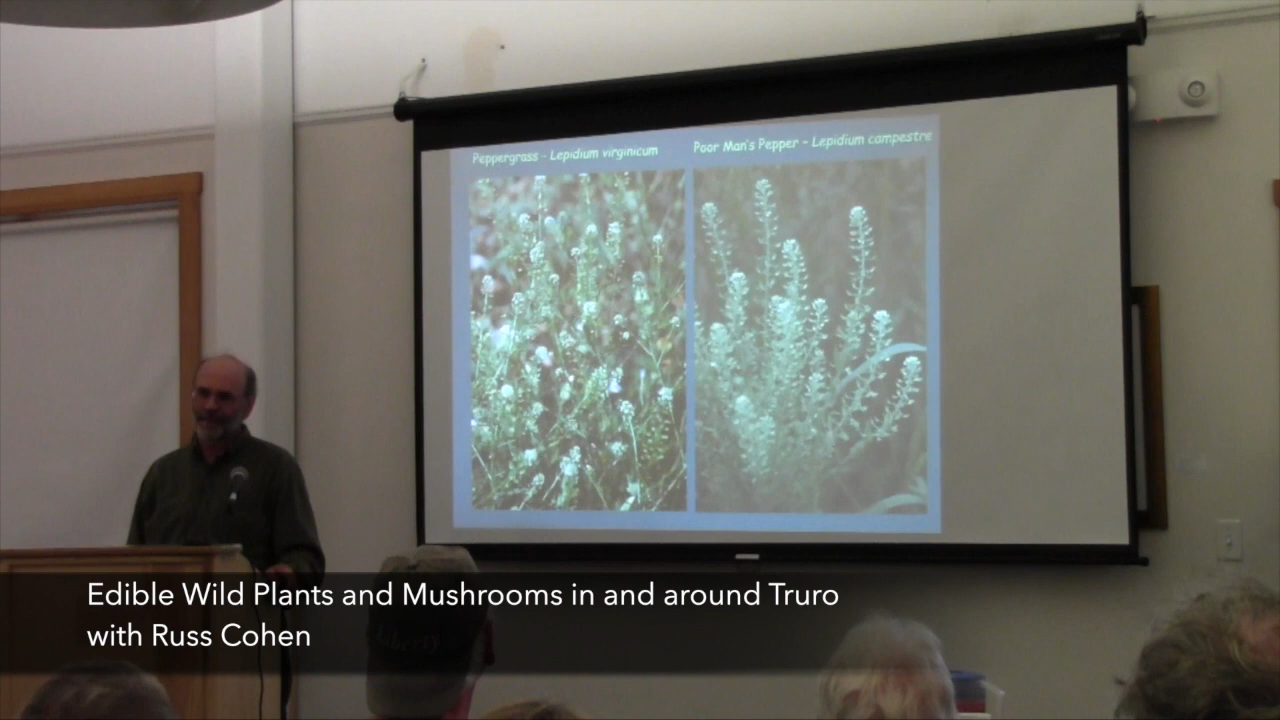 Peppergrass - Lepidium virginicum
Poor Man's Pepper - Lepidium campestre
Edible Wild Plants and Mushrooms in and around Truro
with Russ Cohen